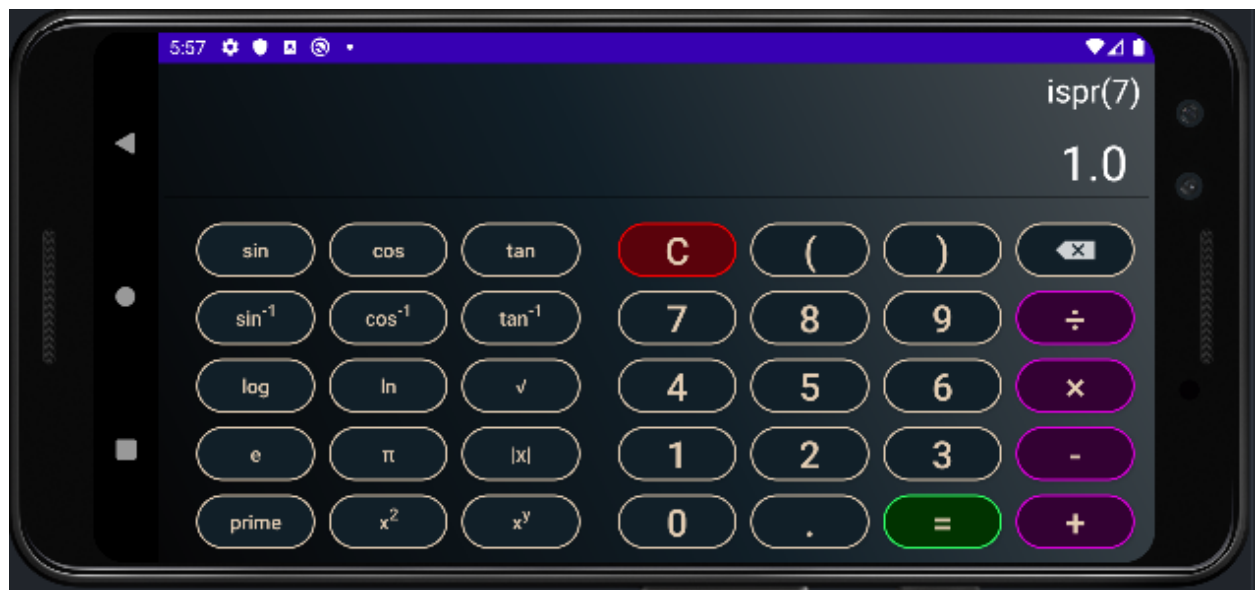 5:57
ispr(7)
1.0
sin cos tan C ( )
sin⁻¹ cos⁻¹ tan⁻¹ 7 8 9 ÷
log ln √ 4 5 6 ×
e π |x| 1 2 3 -
prime x² xʸ 0 . = +